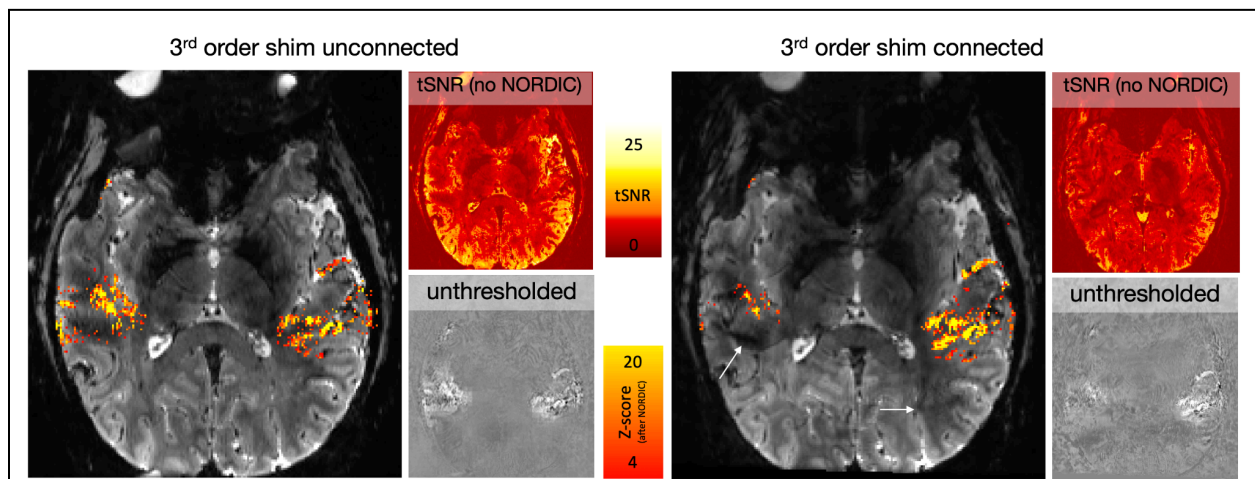 3rd order shim unconnected
tSNR (no NORDIC)
unthresholded
25
tSNR
0
20
Z-score
(after NORDIC)
4
3rd order shim connected
tSNR (no NORDIC)
unthresholded